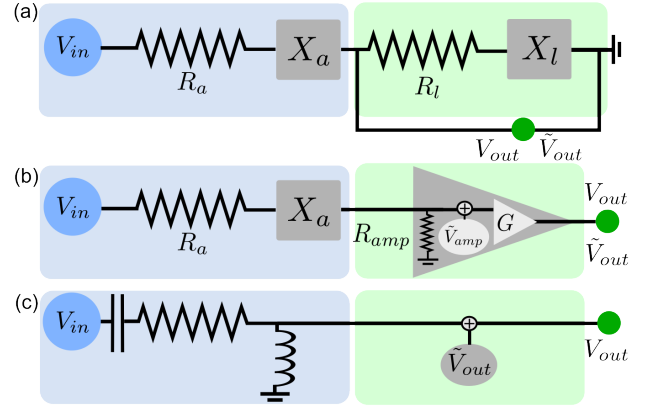 (a)
V_in
R_a
X_a
R_l
X_l
V_out Ṽ_out
(b)
V_in
R_a
X_a
R_amp
Ṽ_amp
G
V_out
Ṽ_out
(c)
V_in
Ṽ_out
V_out